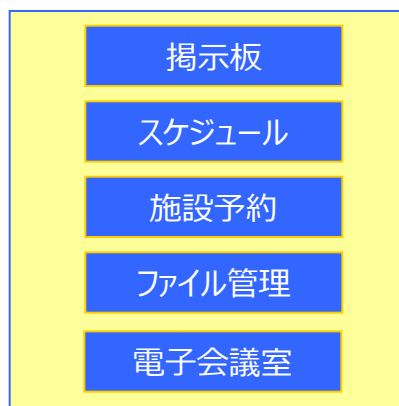 掲示板
スケジュール
施設予約
ファイル管理
電子会議室